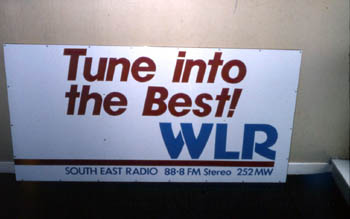 Tune into
the Best!
WLR
SOUTH EAST RADIO 88·8 FM Stereo 252 MW